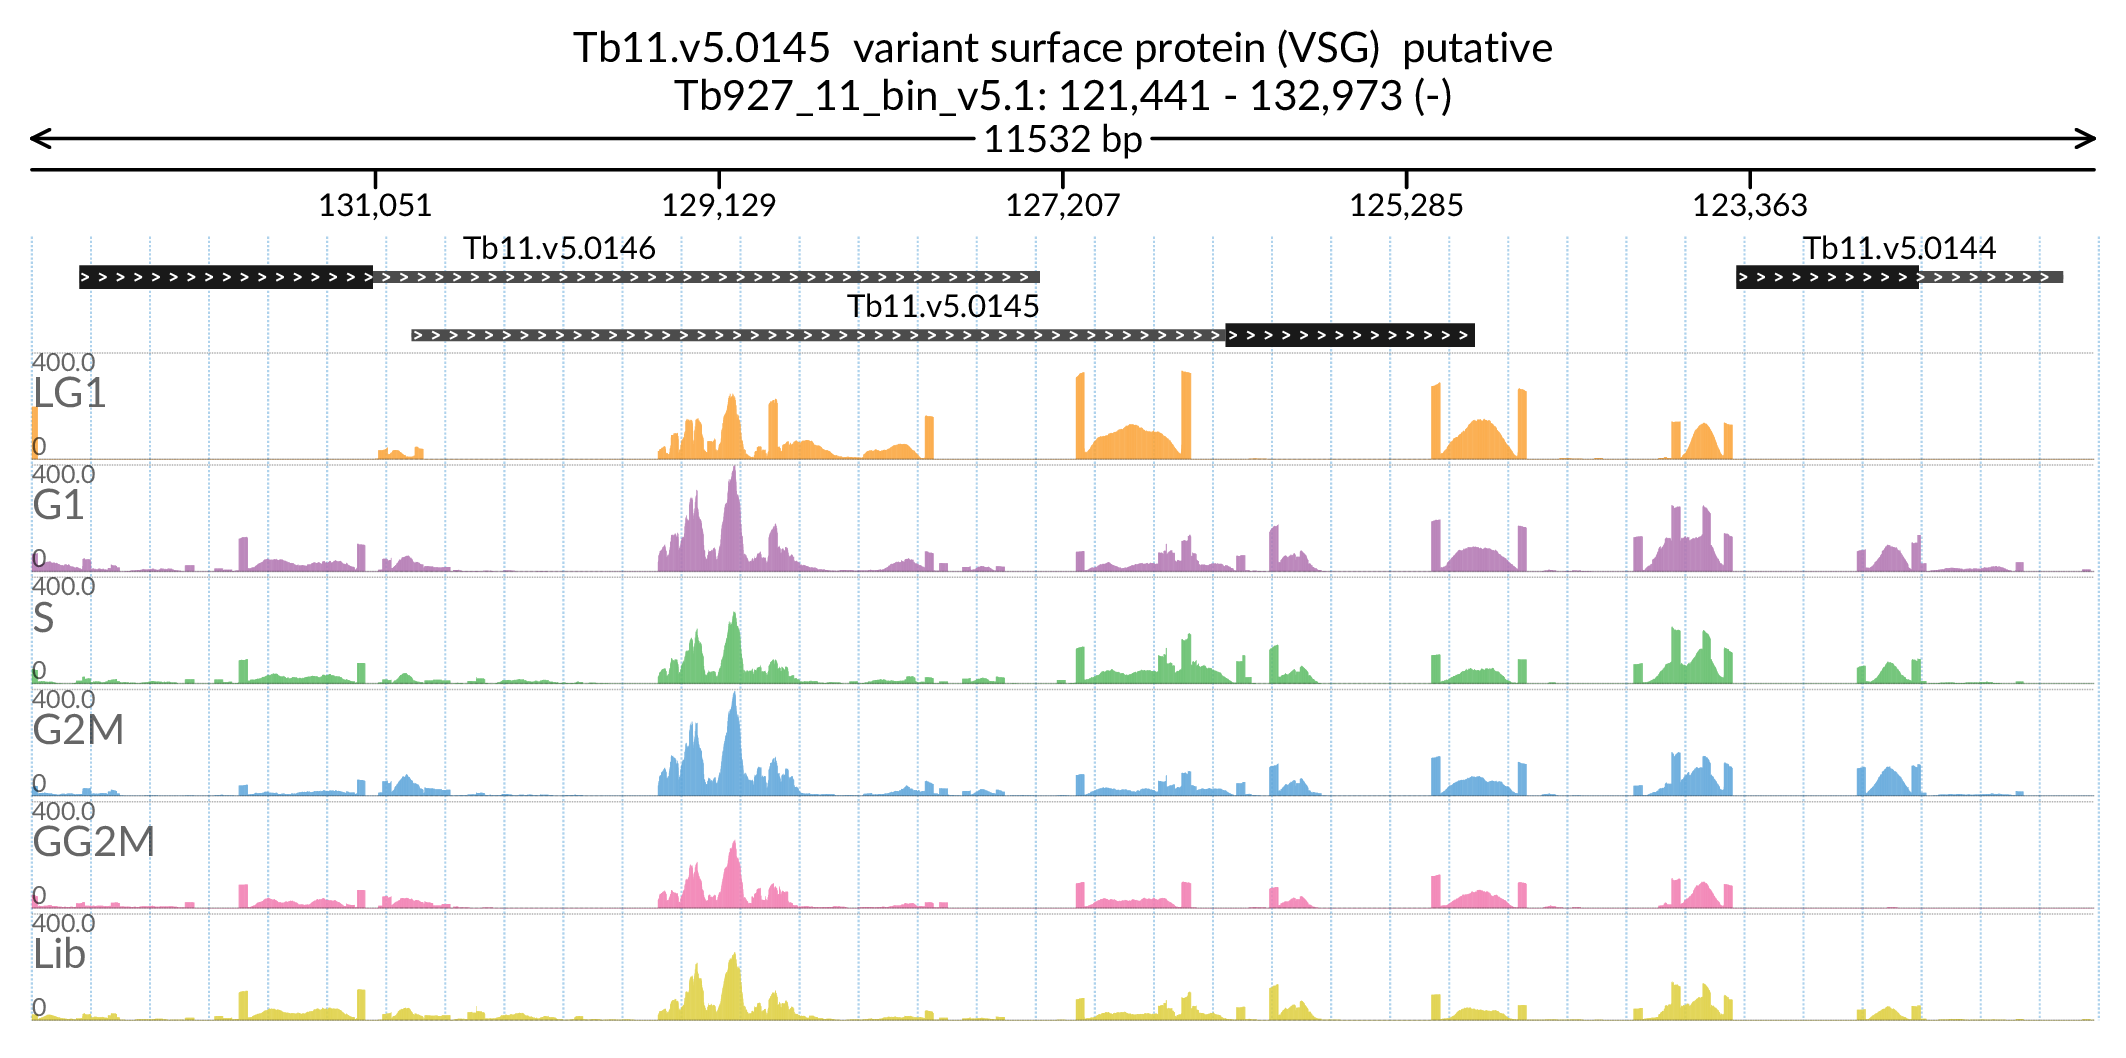 Tb11.v5.0145  variant surface protein (VSG)  putative
Tb927_11_bin_v5.1: 121,441 - 132,973 (-)
11532 bp
131,051 129,129 127,207 125,285 123,363
Tb11.v5.0146 Tb11.v5.0144
Tb11.v5.0145
400.0
LG1
0
400.0
G1
0
400.0
S
0
400.0
G2M
0
400.0
GG2M
0
400.0
Lib
0